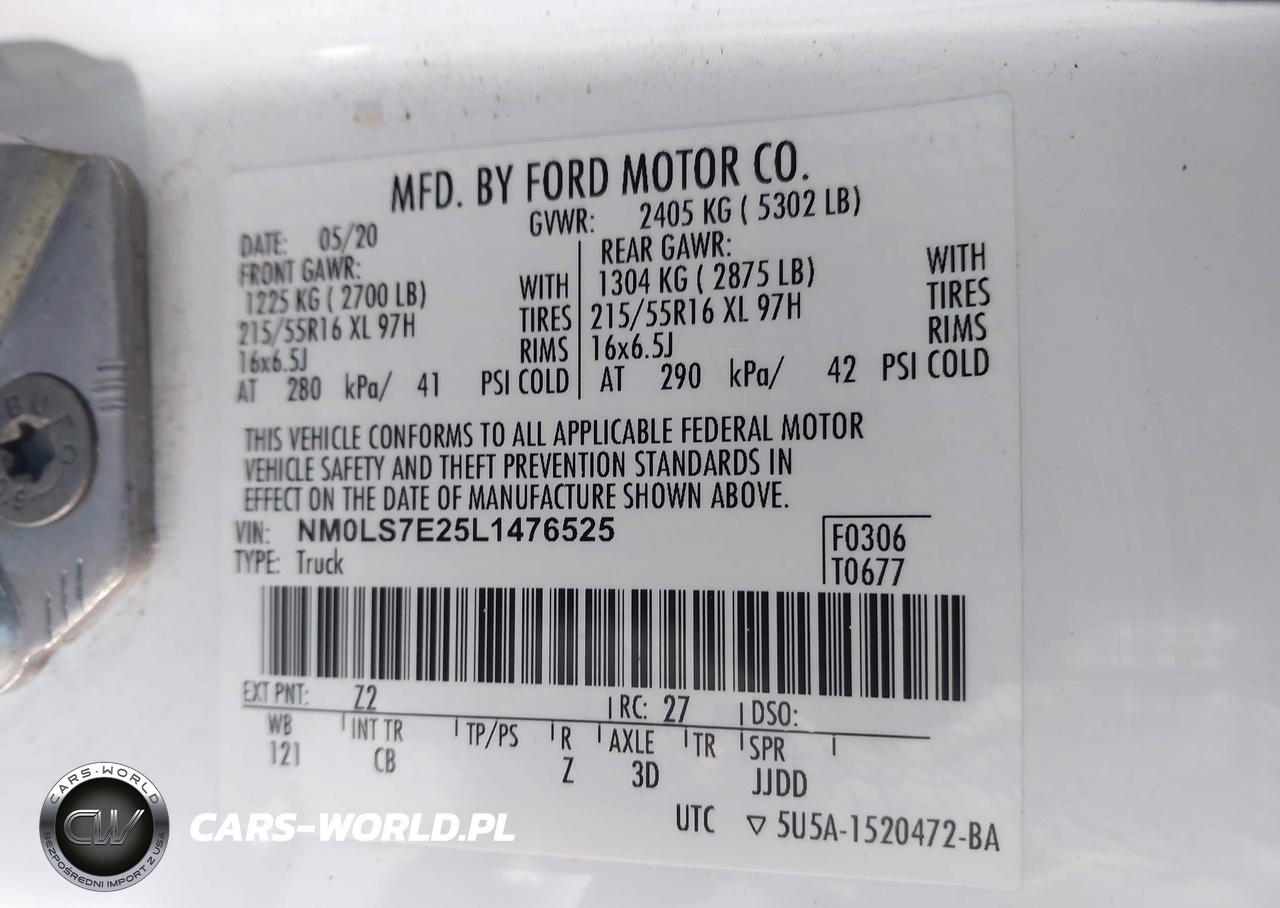 MFD. BY FORD MOTOR CO.
DATE: 05/20 GVWR: 2405 KG ( 5302 LB)
FRONT GAWR: REAR GAWR:
1225 KG ( 2700 LB) WITH 1304 KG ( 2875 LB) WITH
215/55R16 XL 97H TIRES 215/55R16 XL 97H TIRES
16x6.5J RIMS 16x6.5J RIMS
AT 280 kPa/ 41 PSI COLD AT 290 kPa/ 42 PSI COLD
THIS VEHICLE CONFORMS TO ALL APPLICABLE FEDERAL MOTOR
VEHICLE SAFETY AND THEFT PREVENTION STANDARDS IN
EFFECT ON THE DATE OF MANUFACTURE SHOWN ABOVE.
VIN: NM0LS7E25L1476525 F0306
TYPE: Truck T0677
EXT PNT: Z2 RC: 27 DSO:
WB INT TR TP/PS R AXLE TR SPR
121 CB Z 3D JJDD
UTC ▽ 5U5A-1520472-BA
CARS-WORLD
CW
BEZPOŚREDNI IMPORT Z USA
CARS-WORLD.PL